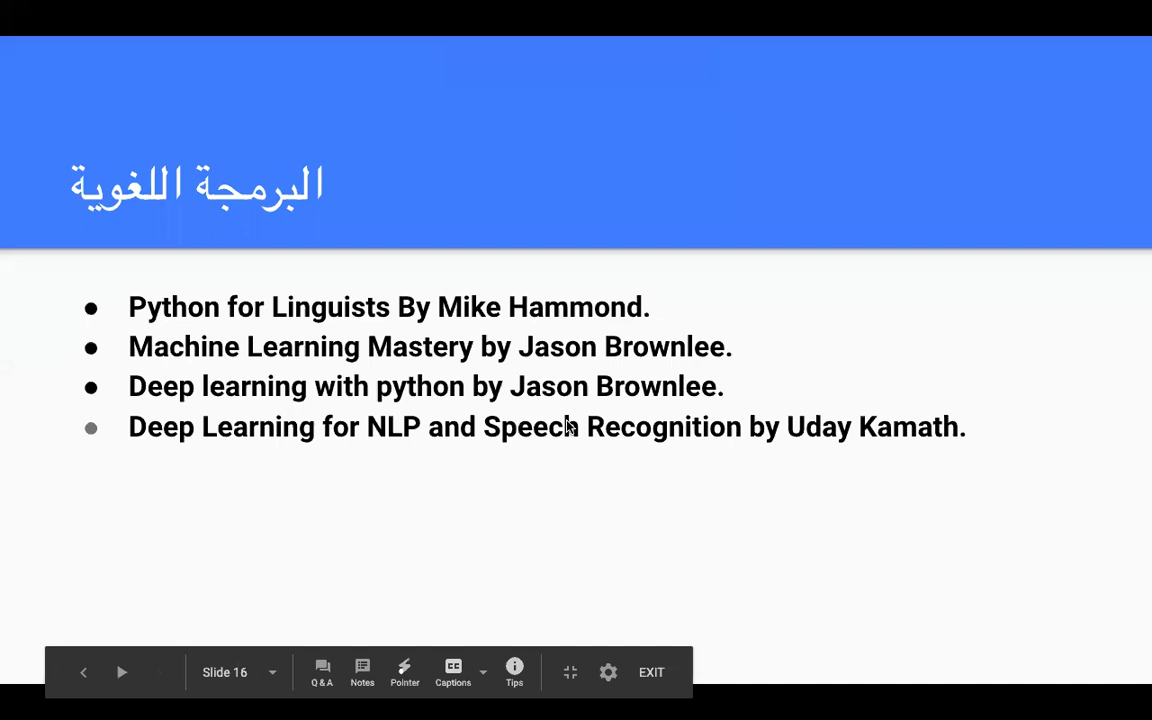 البرمجة اللغوية
Python for Linguists By Mike Hammond.
Machine Learning Mastery by Jason Brownlee.
Deep learning with python by Jason Brownlee.
Deep Learning for NLP and Speech Recognition by Uday Kamath.
Slide 16
Q & A
Notes
Pointer
CC
Captions
Tips
EXIT